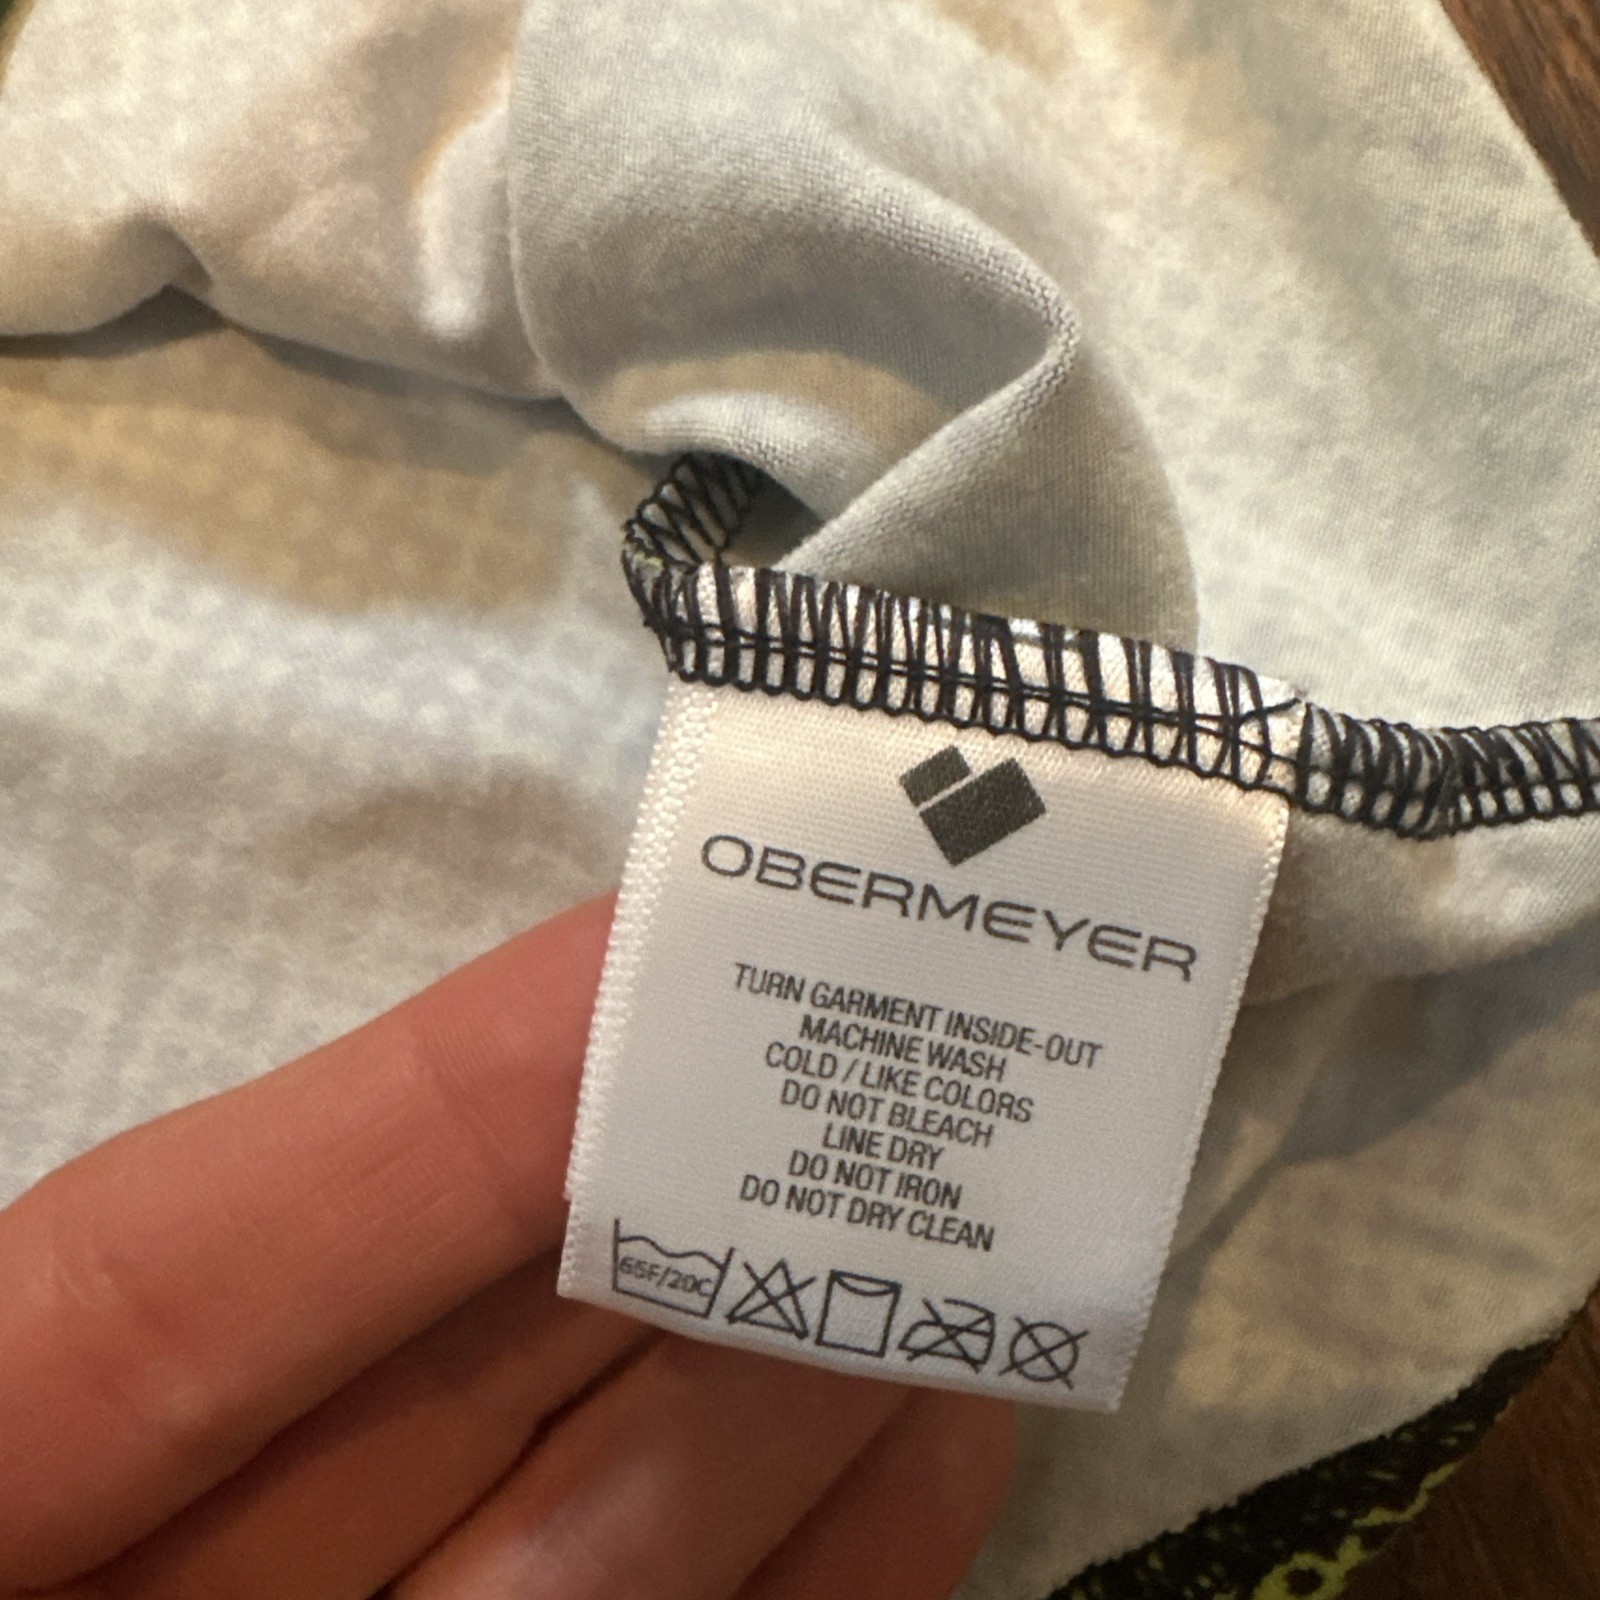 OBERMEYER
TURN GARMENT INSIDE-OUT
MACHINE WASH
COLD / LIKE COLORS
DO NOT BLEACH
LINE DRY
DO NOT IRON
DO NOT DRY CLEAN
65F/20C